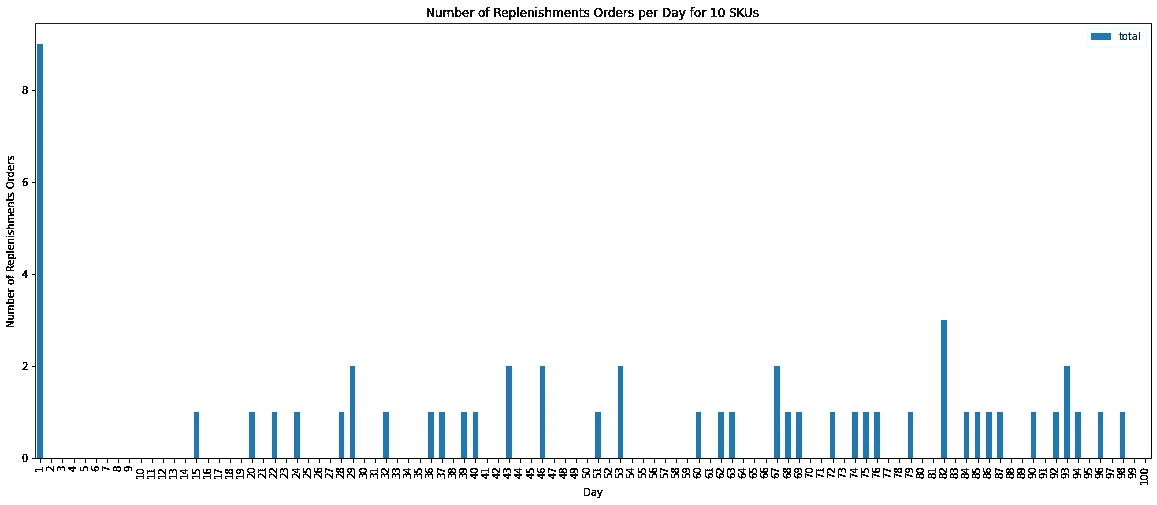 Number of Replenishments Orders per Day for 10 SKUs
total
Number of Replenishments Orders
8
6
4
2
0
1 2 3 4 5 6 7 8 9 10 11 12 13 14 15 16 17 18 19 20 21 22 23 24 25 26 27 28 29 30 31 32 33 34 35 36 37 38 39 40 41 42 43 44 45 46 47 48 49 50 51 52 53 54 55 56 57 58 59 60 61 62 63 64 65 66 67 68 69 70 71 72 73 74 75 76 77 78 79 80 81 82 83 84 85 86 87 88 89 90 91 92 93 94 95 96 97 98 99 100
Day